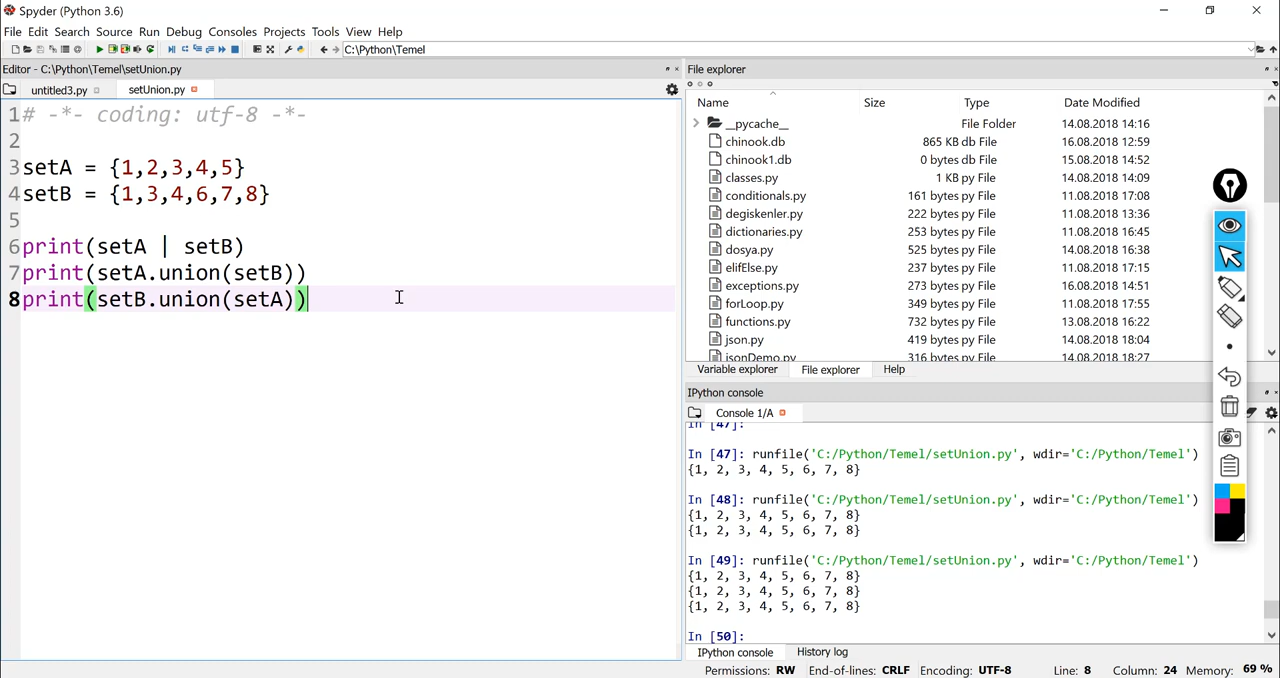 Spyder (Python 3.6)
File Edit Search Source Run Debug Consoles Projects Tools View Help
C:\Python\Temel
Editor - C:\Python\Temel\setUnion.py
untitled3.py
setUnion.py
1 # -*- coding: utf-8 -*-
2
3 setA = {1,2,3,4,5}
4 setB = {1,3,4,6,7,8}
5
6 print(setA | setB)
7 print(setA.union(setB))
8 print(setB.union(setA))
File explorer
Name Size Type Date Modified
__pycache__ File Folder 14.08.2018 14:16
chinook.db 865 KB db File 16.08.2018 12:59
chinook1.db 0 bytes db File 15.08.2018 14:52
classes.py 1 KB py File 14.08.2018 14:09
conditionals.py 161 bytes py File 11.08.2018 17:08
degiskenler.py 222 bytes py File 11.08.2018 13:36
dictionaries.py 253 bytes py File 11.08.2018 16:45
dosya.py 525 bytes py File 14.08.2018 16:38
elifElse.py 237 bytes py File 11.08.2018 17:15
exceptions.py 273 bytes py File 16.08.2018 14:51
forLoop.py 349 bytes py File 11.08.2018 17:55
functions.py 732 bytes py File 13.08.2018 16:22
json.py 419 bytes py File 14.08.2018 18:04
jsonDemo.py 316 bytes py File 14.08.2018 18:27
Variable explorer File explorer Help
IPython console
Console 1/A
In [47]:
In [47]: runfile('C:/Python/Temel/setUnion.py', wdir='C:/Python/Temel')
{1, 2, 3, 4, 5, 6, 7, 8}
In [48]: runfile('C:/Python/Temel/setUnion.py', wdir='C:/Python/Temel')
{1, 2, 3, 4, 5, 6, 7, 8}
{1, 2, 3, 4, 5, 6, 7, 8}
In [49]: runfile('C:/Python/Temel/setUnion.py', wdir='C:/Python/Temel')
{1, 2, 3, 4, 5, 6, 7, 8}
{1, 2, 3, 4, 5, 6, 7, 8}
{1, 2, 3, 4, 5, 6, 7, 8}
In [50]:
IPython console History log
Permissions: RW End-of-lines: CRLF Encoding: UTF-8 Line: 8 Column: 24 Memory: 69 %